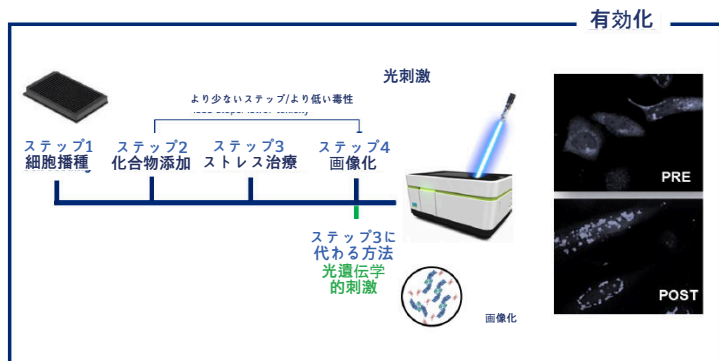 有効化
光刺激
より少ないステップ/より低い毒性
ステップ1
細胞播種
ステップ2
化合物添加
ステップ3
ストレス治療
ステップ4
画像化
ステップ3に
代わる方法
光遺伝学
的刺激
画像化
PRE
POST